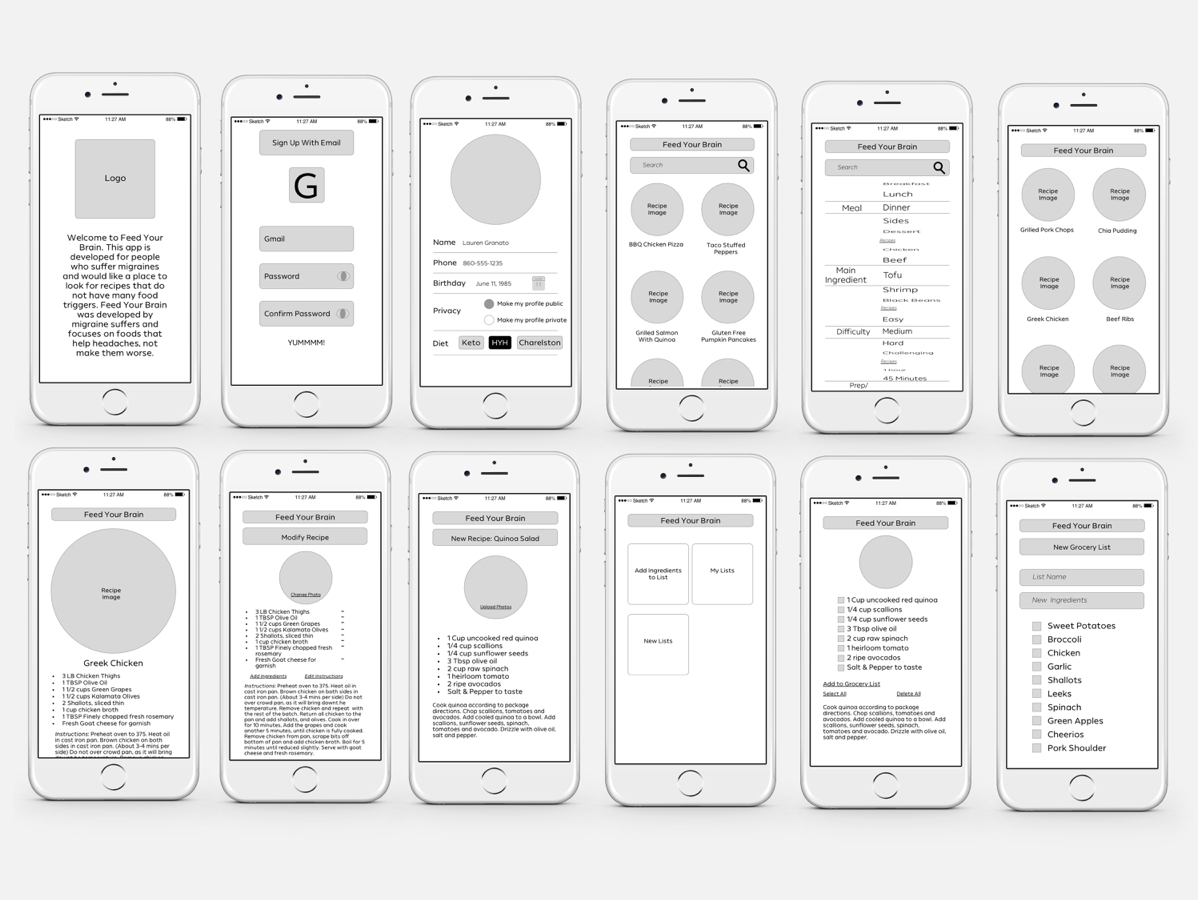 ●●●○○ Sketch 11:27 AM 88%
Logo
Welcome to Feed Your
Brain. This app is
developed for people
who suffer migraines
and would like a place to
look for recipes that do
not have many food
triggers. Feed Your Brain
was developed by
migraine suffers and
focuses on foods that
help headaches, not
make them worse.
●●●○○ Sketch 11:27 AM 88%
Sign Up With Email
G
Gmail
Password
Confirm Password
YUMMMM!
●●●○○ Sketch 11:27 AM 88%
Name Lauren Granato
Phone 860-555-1235
Birthday June 11, 1985
Privacy
Make my profile public
Make my profile private
Diet Keto HYH Charelston
●●●○○ Sketch 11:27 AM 88%
Feed Your Brain
Search
Recipe Image
Recipe Image
BBQ Chicken Pizza
Taco Stuffed
Peppers
Recipe Image
Recipe Image
Grilled Salmon
With Quinoa
Gluten Free
Pumpkin Pancakes
Recipe
Recipe
●●●○○ Sketch 11:27 AM 88%
Feed Your Brain
Search
Breakfast
Lunch
Meal Dinner
Sides
Dessert
Recipes
Chicken
Beef
Main
Ingredient
Tofu
Shrimp
Black Beans
Recipes
Easy
Difficulty Medium
Hard
Challenging
1 hour
45 Minutes
Prep/
●●●○○ Sketch 11:27 AM 88%
Feed Your Brain
Recipe Image
Recipe Image
Grilled Pork Chops
Chia Pudding
Recipe Image
Recipe Image
Greek Chicken
Beef Ribs
Recipe Image
Recipe Image
●●●○○ Sketch 11:27 AM 88%
Feed Your Brain
Recipe
Image
Greek Chicken
• 3 LB Chicken Thighs
• 1 TBSP Olive Oil
• 1 1/2 cups Green Grapes
• 1 1/2 cups Kalamata Olives
• 2 Shallots, sliced thin
• 1 cup chicken broth
• 1 TBSP Finely chopped fresh rosemary
• Fresh Goat cheese for garnish
Instructions: Preheat oven to 375. Heat oil
in cast iron pan. Brown chicken on both
sides in cast iron pan. (About 3-4 mins per
side) Do not over crowd pan, as it will bring
●●●○○ Sketch 11:27 AM 88%
Feed Your Brain
Modify Recipe
Change Photo
• 3 LB Chicken Thighs -
• 1 TBSP Olive Oil -
• 1 1/2 cups Green Grapes -
• 1 1/2 cups Kalamata Olives -
• 2 Shallots, sliced thin -
• 1 cup chicken broth -
• 1 TBSP Finely chopped fresh -
rosemary
• Fresh Goat cheese for -
garnish
Add Ingredients Edit Instructions
Instructions: Preheat oven to 375. Heat oil in
cast iron pan. Brown chicken on both sides in
cast iron pan. (About 3-4 mins per side) Do not
over crowd pan, as it will bring downt he
temperature. Remove chicken and repeat with
the rest of the batch. Return all chicken to the
pan and add shalots, and alives. Cook in over
for 10 minutes. Add the grapes and cook
another 5 minutes, until chicken is fully cooked.
Remove chicken from pan, scrape bits off
bottom of pan and add chicken broth. Boil for 5
minutes until reduced slightly. Serve with goat
cheese and fresh rosemary.
●●●○○ Sketch 11:27 AM 88%
Feed Your Brain
New Recipe: Quinoa Salad
Upload Photos
• 1 Cup uncooked red quinoa
• 1/4 cup scallions
• 1/4 cup sunflower seeds
• 3 Tbsp olive oil
• 2 cup raw spinach
• 1 heirloom tomato
• 2 ripe avocados
• Salt & Pepper to taste
Cook quinoa according to package
directions. Chop scallions, tomatoes and
avocados. Add cooled quinoa to a bowl. Add
scallions, sunflower seeds, spinach,
tomatoes and avocado. Drizzle with olive oil,
salt and pepper.
●●●○○ Sketch 11:27 AM 88%
Feed Your Brain
Add Ingredients
to List
My Lists
New Lists
●●●○○ Sketch 11:27 AM 88%
Feed Your Brain
1 Cup uncooked red quinoa
1/4 cup scallions
1/4 cup sunflower seeds
3 Tbsp olive oil
2 cup raw spinach
1 heirloom tomato
2 ripe avocados
Salt & Pepper to taste
Add to Grocery List
Select All Delete All
Cook quinoa according to package
directions. Chop scallions, tomatoes and
avocados. Add cooled quinoa to a bowl. Add
scallions, sunflower seeds, spinach,
tomatoes and avocado. Drizzle with olive oil,
salt and pepper.
●●●○○ Sketch 11:27 AM 88%
Feed Your Brain
New Grocery List
List Name
New Ingredients
Sweet Potatoes
Broccoli
Chicken
Garlic
Shallots
Leeks
Spinach
Green Apples
Cheerios
Pork Shoulder